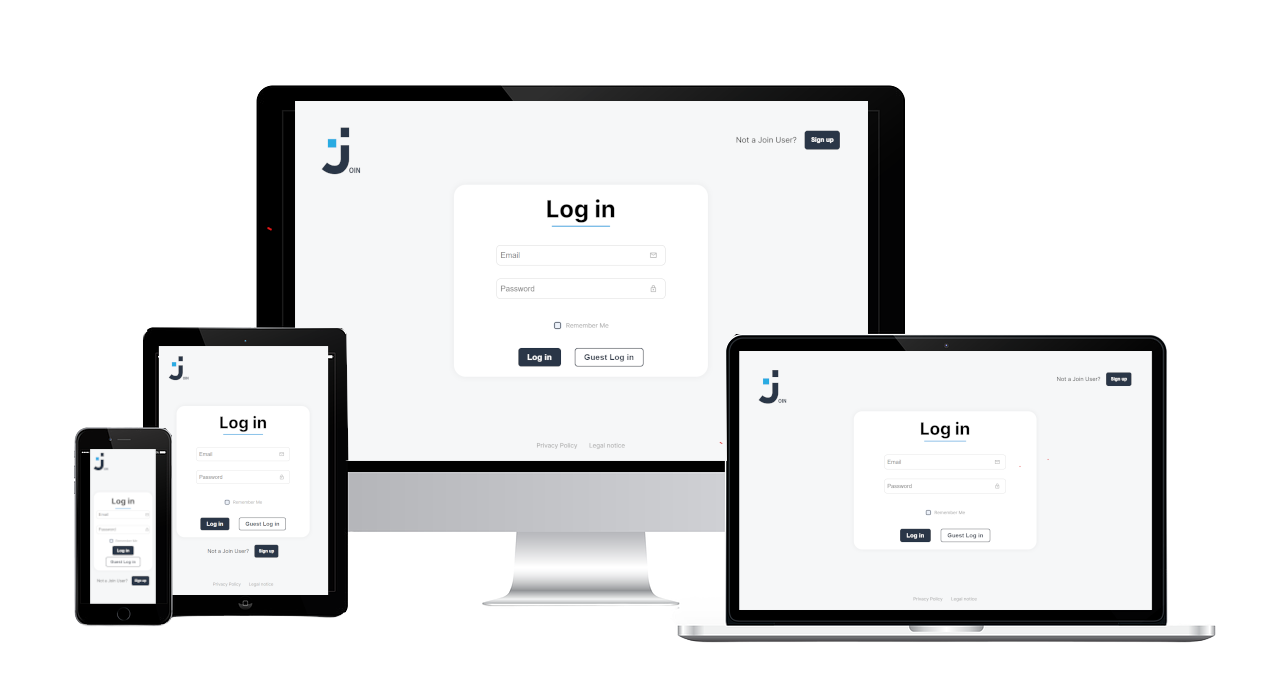 OIN
Not a Join User? Sign up
Log in
Email
Password
Remember Me
Log in Guest Log in
Privacy Policy Legal notice
OIN
Log in
Email
Password
Remember Me
Log in Guest Log in
Not a Join User? Sign up
Privacy Policy Legal notice
OIN
Log in
Email
Password
Remember Me
Log in
Guest Log in
Not a Join User? Sign up
OIN
Not a Join User? Sign up
Log in
Email
Password
Remember Me
Log in Guest Log in
Privacy Policy Legal notice